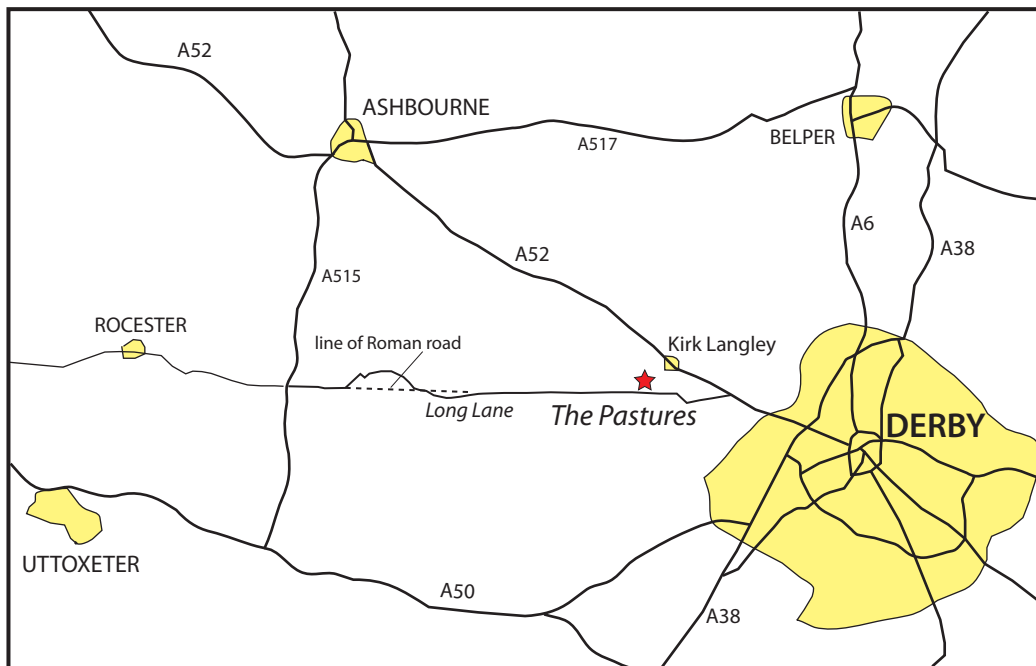 A52
ASHBOURNE
A517
BELPER
A6
A52
A38
A515
ROCESTER
line of Roman road
Kirk Langley
Long Lane
The Pastures
DERBY
UTTOXETER
A50
A38